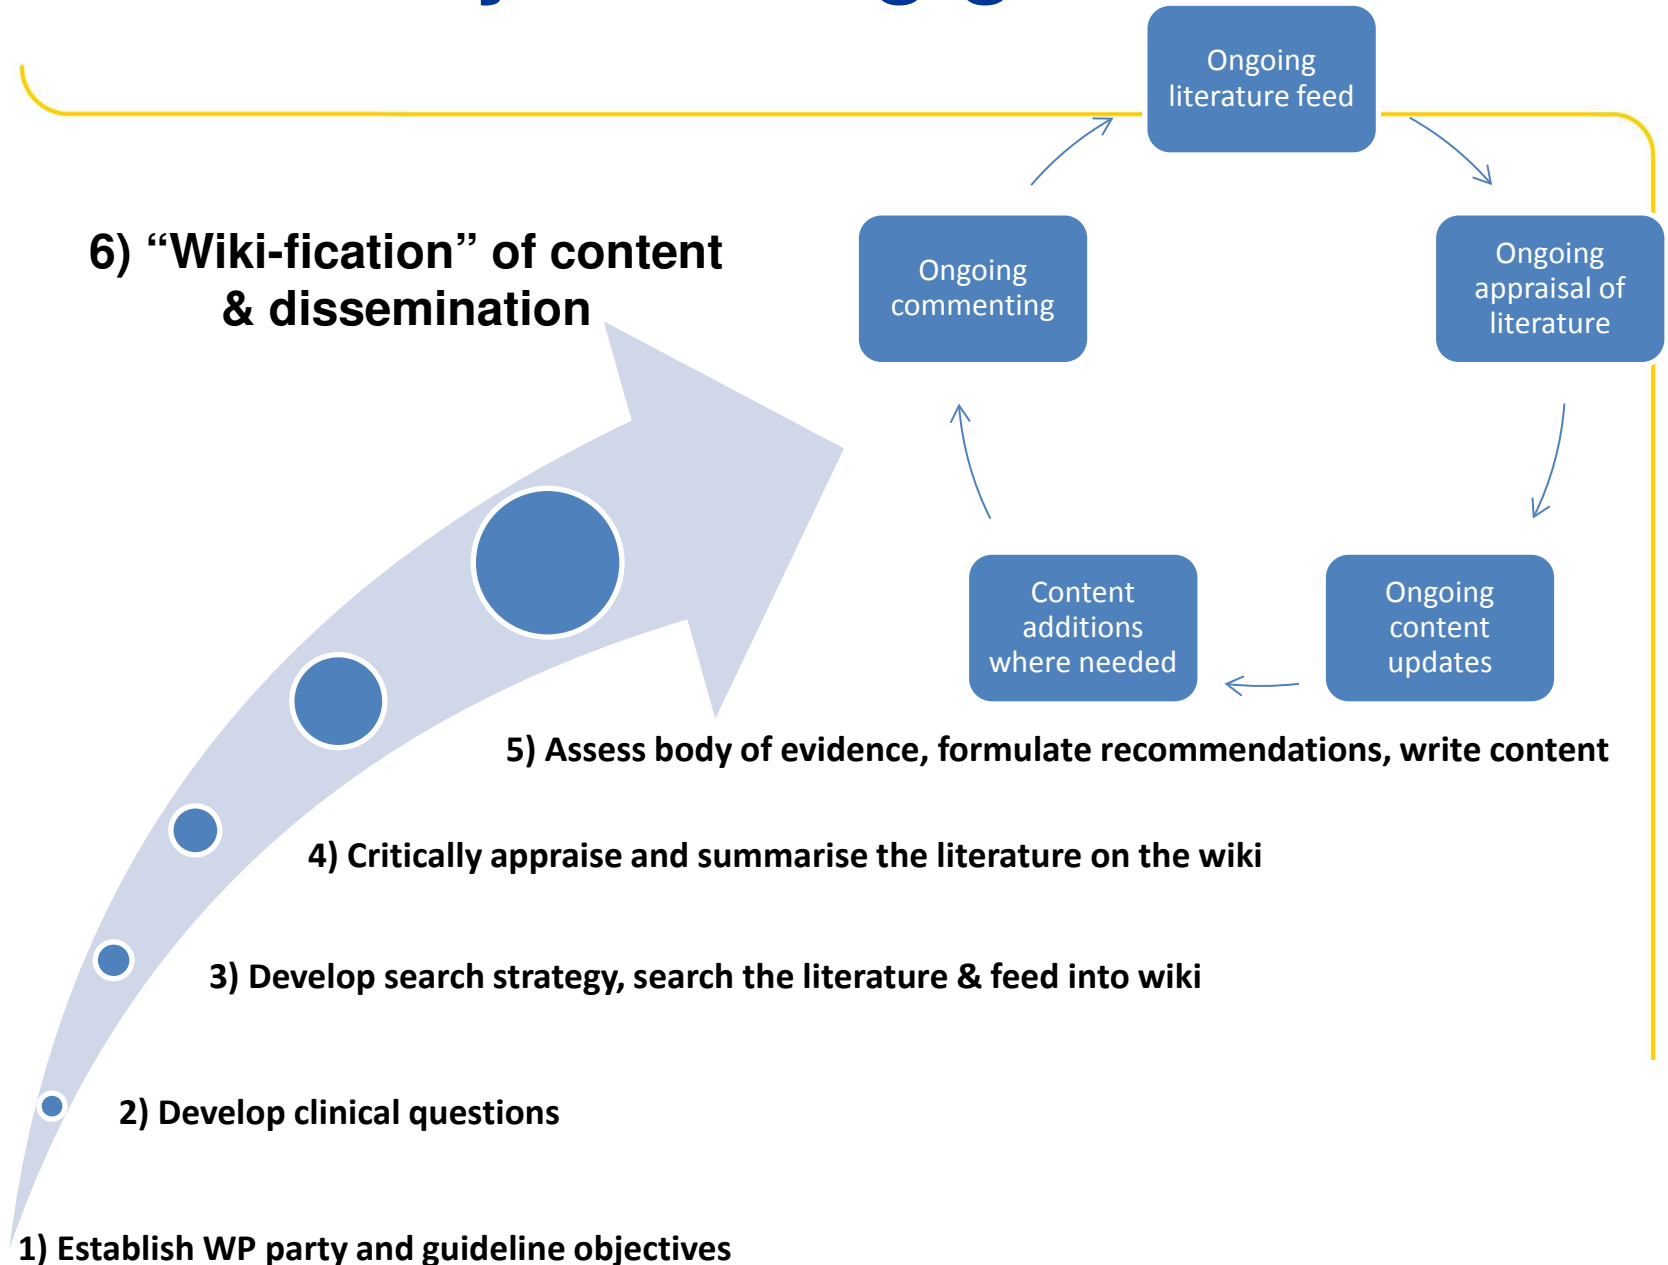 Ongoing
literature feed
Ongoing
appraisal of
literature
Ongoing
content
updates
Content
additions
where needed
Ongoing
commenting
6) “Wiki-fication” of content
& dissemination
5) Assess body of evidence, formulate recommendations, write content
4) Critically appraise and summarise the literature on the wiki
3) Develop search strategy, search the literature & feed into wiki
2) Develop clinical questions
1) Establish WP party and guideline objectives